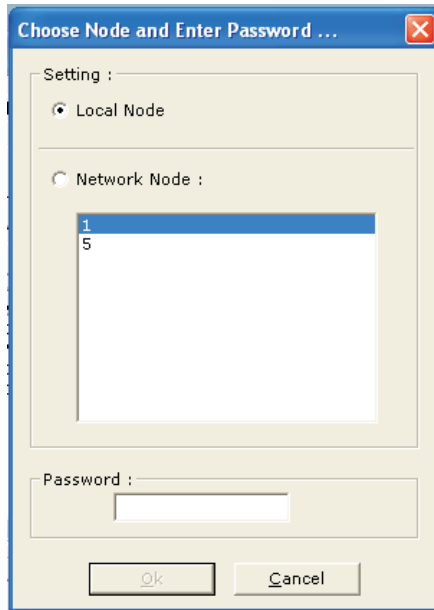 Choose Node and Enter Password ...
Setting :
Local Node
Network Node :
1
5
Password :
Ok
Cancel